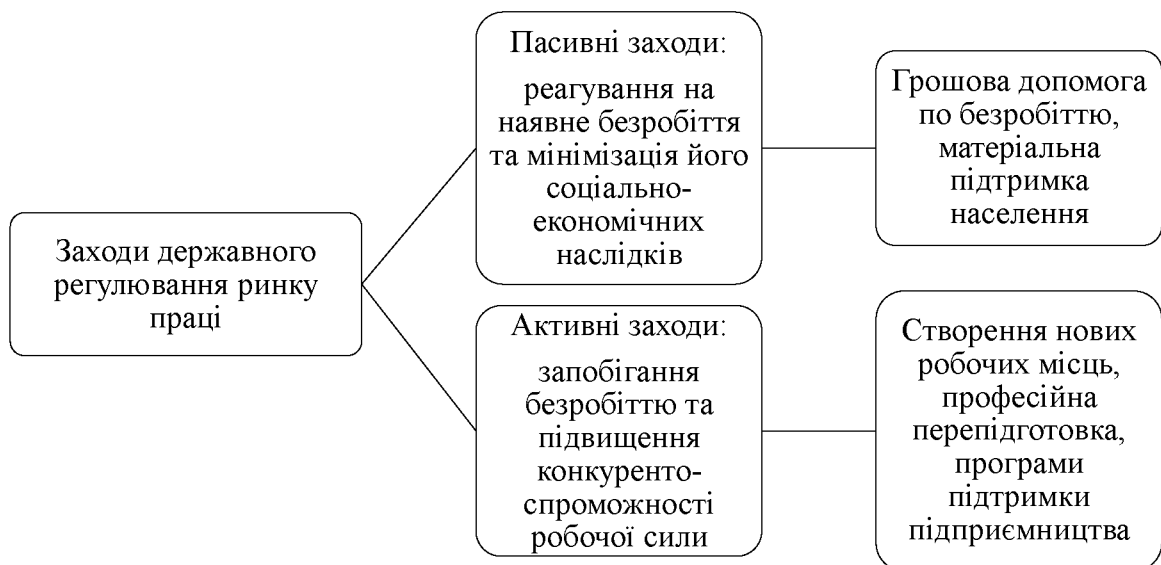 Заходи державного
регулювання ринку
праці
Пасивні заходи:
реагування на
наявне безробіття
та мінімізація його
соціально-
економічних
наслідків
Грошова допомога
по безробіттю,
матеріальна
підтримка
населення
Активні заходи:
запобігання
безробіттю та
підвищення
конкуренто-
спроможності
робочої сили
Створення нових
робочих місць,
професійна
перепідготовка,
програми
підтримки
підприємництва